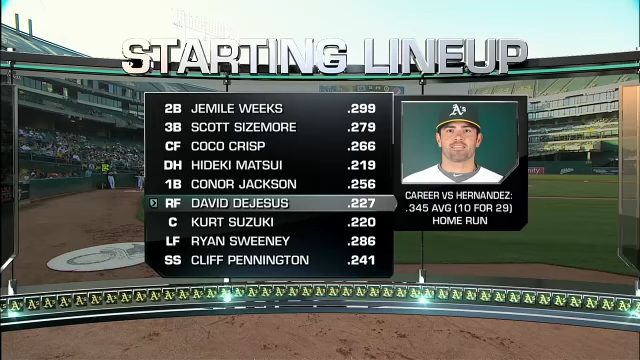 STARTING LINEUP
2B JEMILE WEEKS .299
3B SCOTT SIZEMORE .279
CF COCO CRISP .266
DH HIDEKI MATSUI .219
1B CONOR JACKSON .256
RF DAVID DEJESUS .227
C KURT SUZUKI .220
LF RYAN SWEENEY .286
SS CLIFF PENNINGTON .241
A's
CAREER VS HERNANDEZ:
.345 AVG (10 FOR 29)
HOME RUN